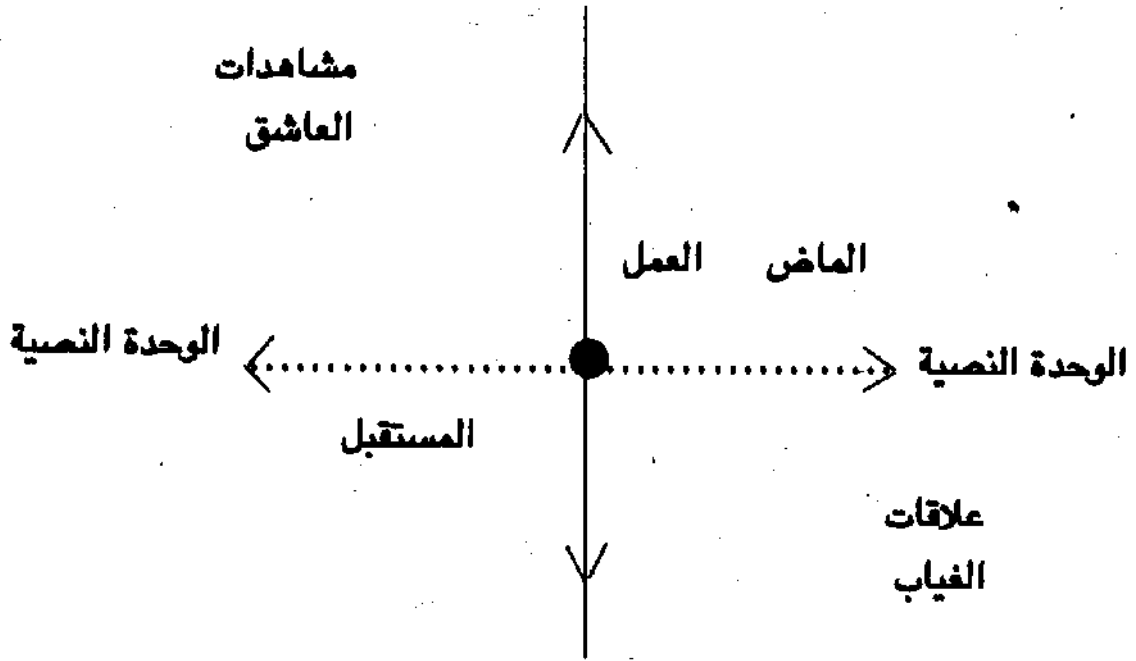 مشاهدات
العاشق
الماض العمل
الوحدة النصية الوحدة النصية
المستقبل
علاقات
الغياب